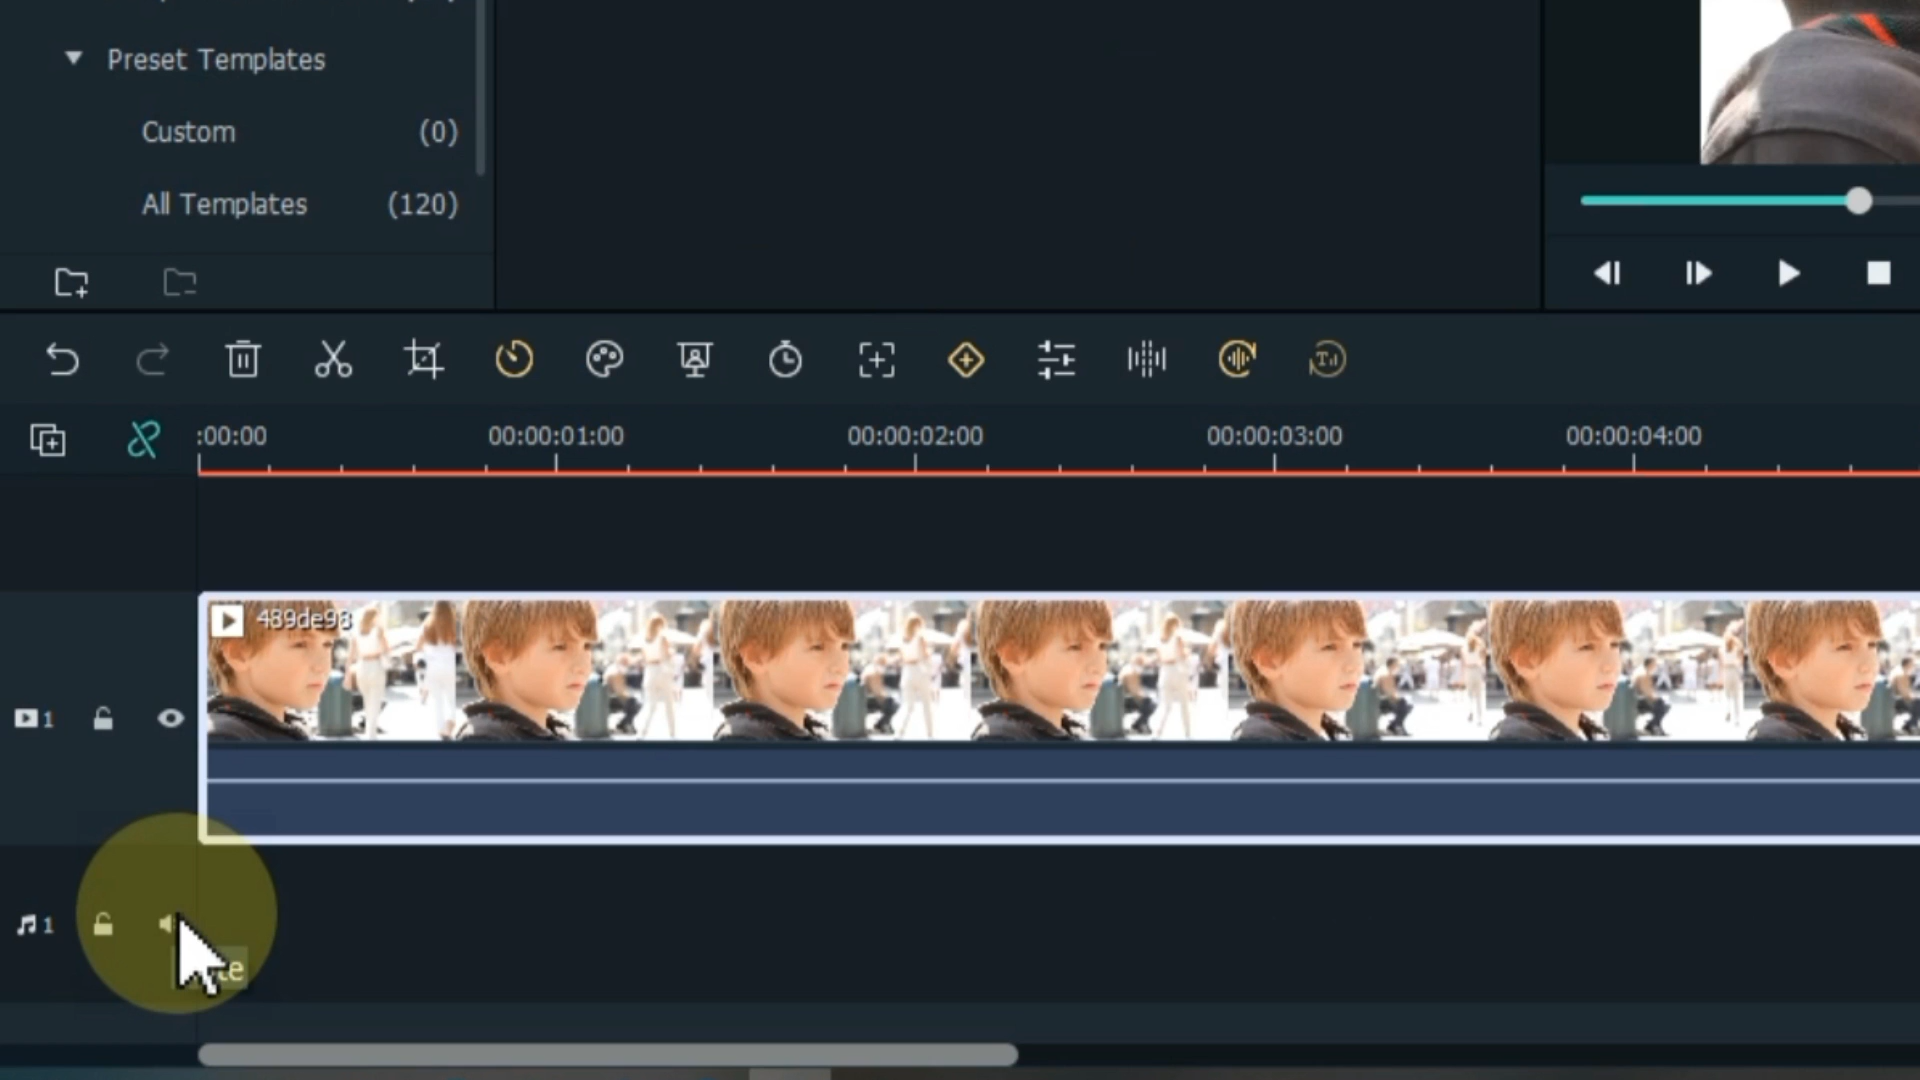 Preset Templates
Custom (0)
All Templates (120)
:00:00 00:00:01:00 00:00:02:00 00:00:03:00 00:00:04:00
489de98
1
1